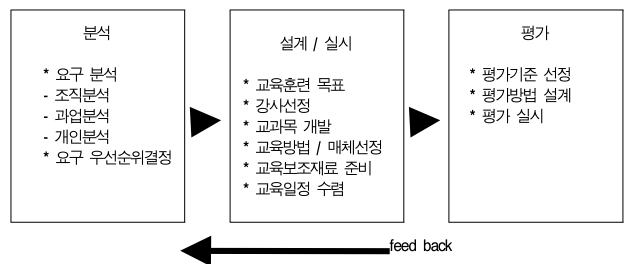 분석
* 요구 분석
- 조직분석
- 과업분석
- 개인분석
* 요구 우선순위결정
설계 / 실시
* 교육훈련 목표
* 강사선정
* 교과목 개발
* 교육방법 / 매체선정
* 교육보조재료 준비
* 교육일정 수렴
평가
* 평가기준 선정
* 평가방법 설계
* 평가 실시
feed back